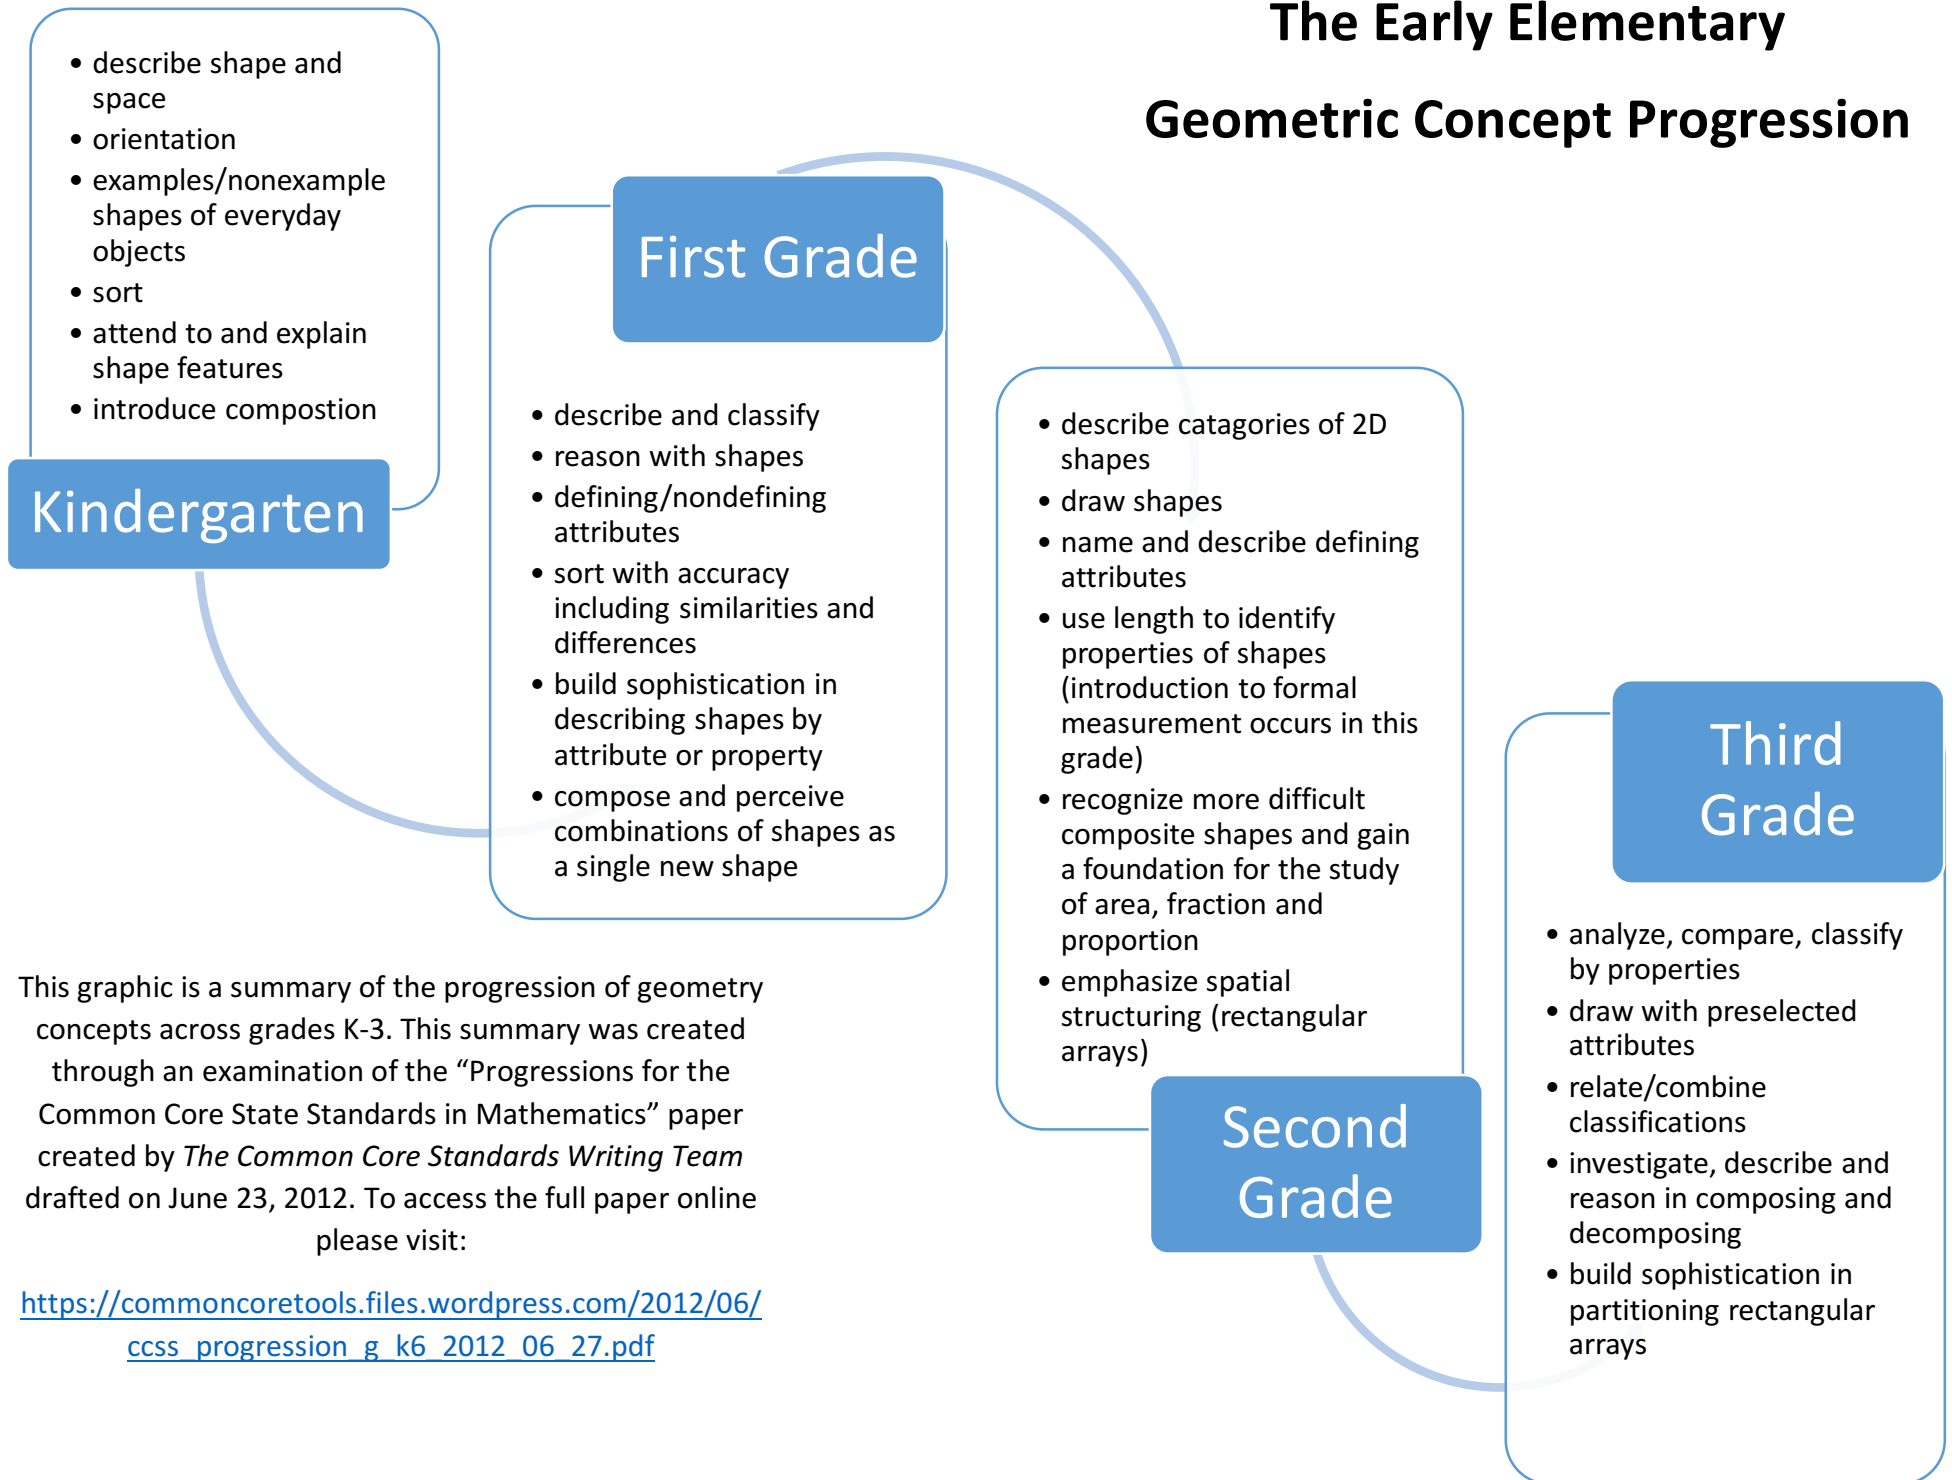 The Early Elementary
Geometric Concept Progression
• describe shape and
space
• orientation
• examples/nonexample
shapes of everyday
objects
• sort
• attend to and explain
shape features
• introduce compostion
Kindergarten
First Grade
• describe and classify
• reason with shapes
• defining/nondefining
attributes
• sort with accuracy
including similarities and
differences
• build sophistication in
describing shapes by
attribute or property
• compose and perceive
combinations of shapes as
a single new shape
• describe catagories of 2D
shapes
• draw shapes
• name and describe defining
attributes
• use length to identify
properties of shapes
(introduction to formal
measurement occurs in this
grade)
• recognize more difficult
composite shapes and gain
a foundation for the study
of area, fraction and
proportion
• emphasize spatial
structuring (rectangular
arrays)
Second
Grade
Third
Grade
• analyze, compare, classify
by properties
• draw with preselected
attributes
• relate/combine
classifications
• investigate, describe and
reason in composing and
decomposing
• build sophistication in
partitioning rectangular
arrays
This graphic is a summary of the progression of geometry
concepts across grades K-3. This summary was created
through an examination of the “Progressions for the
Common Core State Standards in Mathematics” paper
created by The Common Core Standards Writing Team
drafted on June 23, 2012. To access the full paper online
please visit:
https://commoncoretools.files.wordpress.com/2012/06/
ccss_progression_g_k6_2012_06_27.pdf